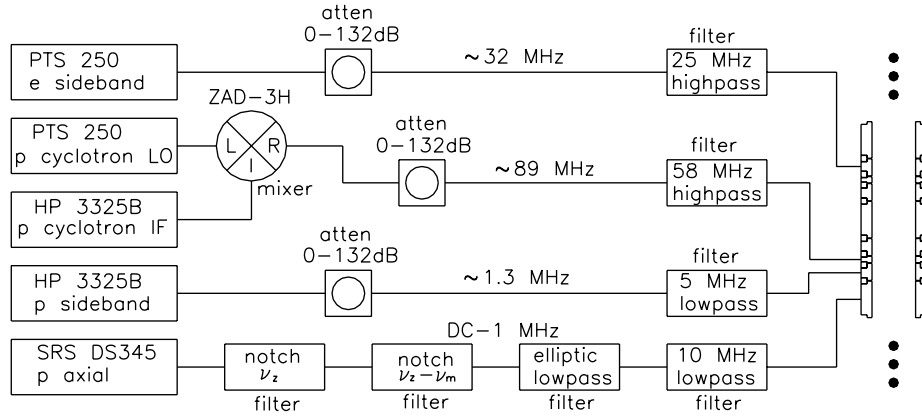 atten
0-132dB
PTS 250
e sideband
~32 MHz
filter
25 MHz
highpass
ZAD-3H
PTS 250
p cyclotron LO
L
R
I
mixer
atten
0-132dB
~89 MHz
filter
58 MHz
highpass
HP 3325B
p cyclotron IF
atten
0-132dB
HP 3325B
p sideband
~1.3 MHz
filter
5 MHz
lowpass
DC-1 MHz
SRS DS345
p axial
notch
ν_z
filter
notch
ν_z-ν_m
filter
elliptic
lowpass
filter
10 MHz
lowpass
filter